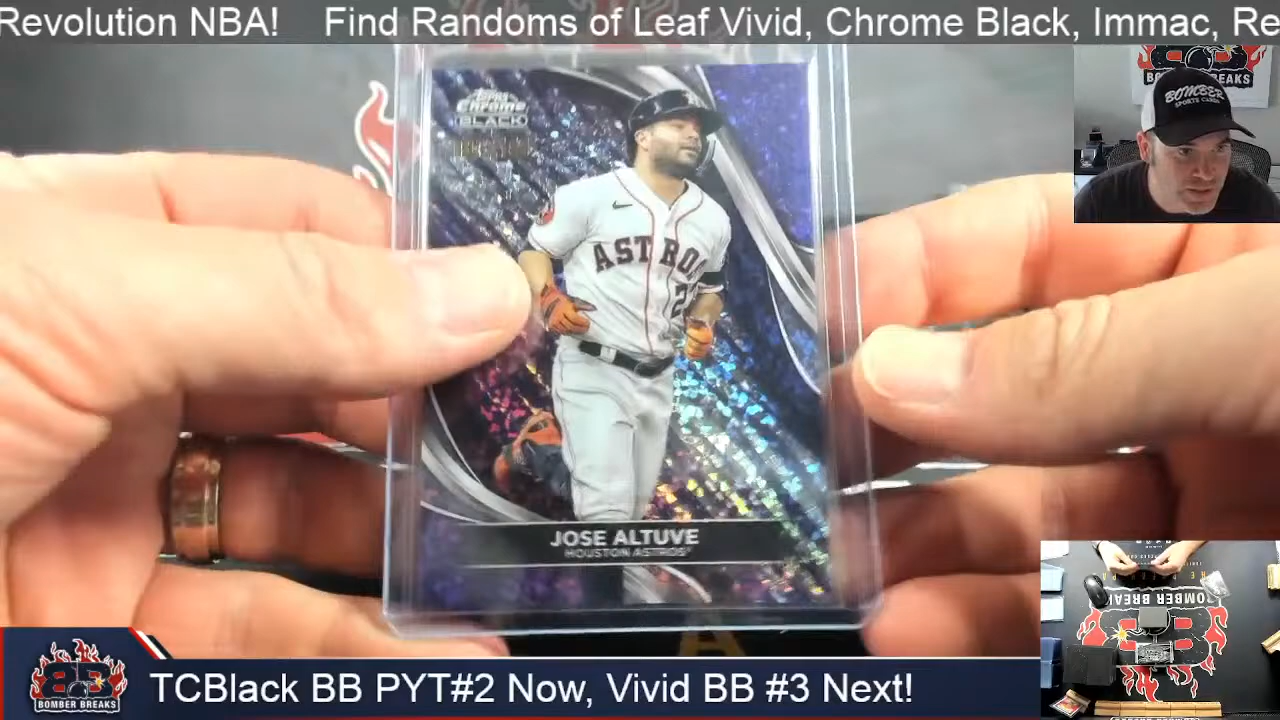 Revolution NBA! Find Randoms of Leaf Vivid, Chrome Black, Immac, Re
BOMBER
SPORTS CARDS
Topps
Chrome
BLACK
ASTROS
2
JOSE ALTUVE
HOUSTON ASTROS
BOMBER BREAKS
BOMBER BREAKS
TCBlack BB PYT#2 Now, Vivid BB #3 Next!